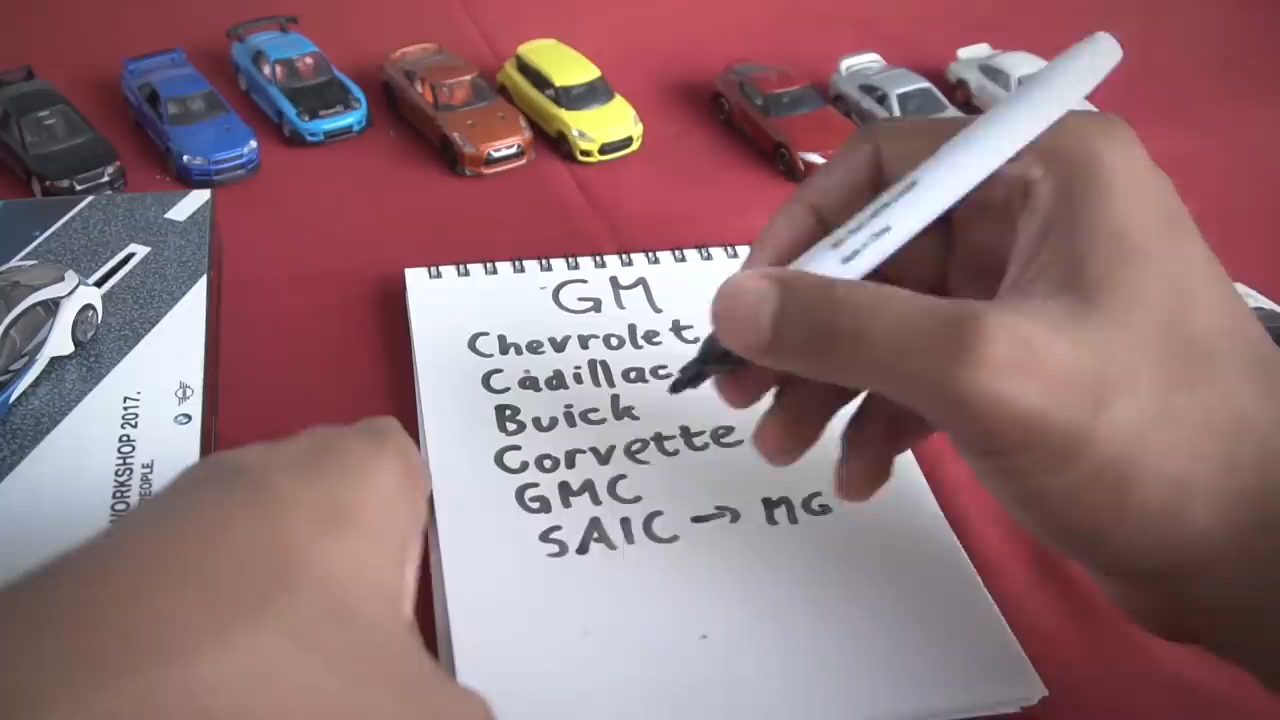 GM
Chevrolet
Cadillac
Buick
Corvette
GMC
SAIC → MG
WORKSHOP 2017.